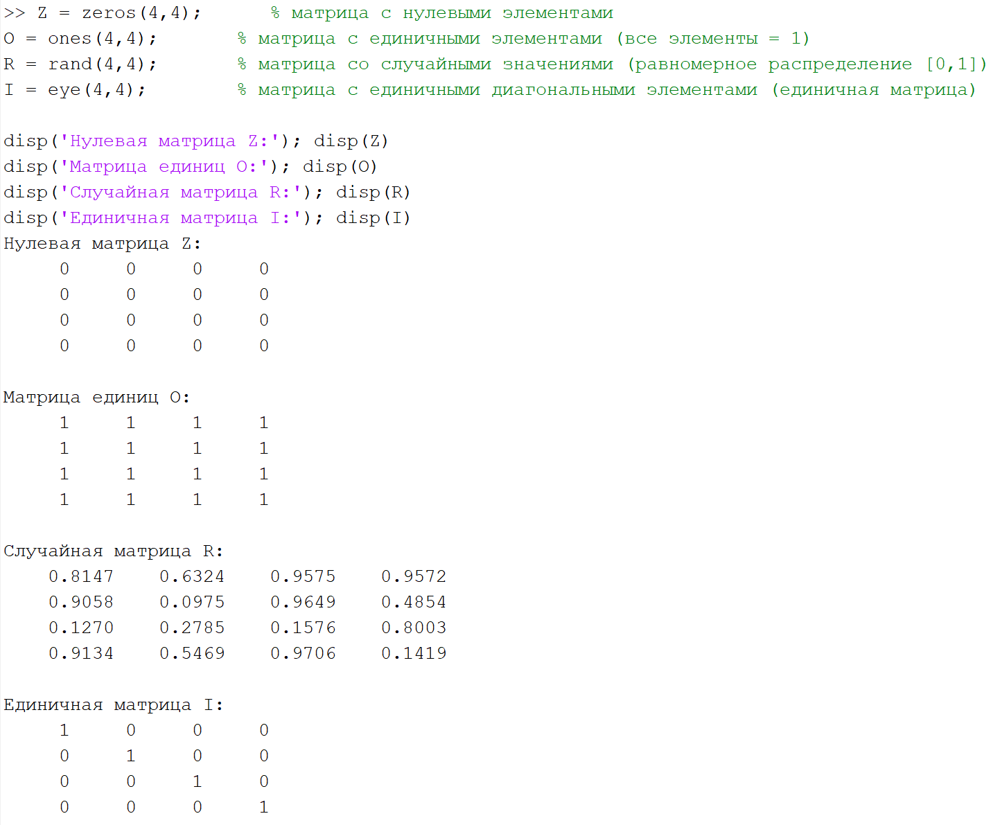 >> Z = zeros(4,4);      % матрица с нулевыми элементами
O = ones(4,4);       % матрица с единичными элементами (все элементы = 1)
R = rand(4,4);       % матрица со случайными значениями (равномерное распределение [0,1])
I = eye(4,4);        % матрица с единичными диагональными элементами (единичная матрица)
disp('Нулевая матрица Z:'); disp(Z)
disp('Матрица единиц O:'); disp(O)
disp('Случайная матрица R:'); disp(R)
disp('Единичная матрица I:'); disp(I)
Нулевая матрица Z:
     0     0     0     0
     0     0     0     0
     0     0     0     0
     0     0     0     0
Матрица единиц O:
     1     1     1     1
     1     1     1     1
     1     1     1     1
     1     1     1     1
Случайная матрица R:
    0.8147    0.6324    0.9575    0.9572
    0.9058    0.0975    0.9649    0.4854
    0.1270    0.2785    0.1576    0.8003
    0.9134    0.5469    0.9706    0.1419
Единичная матрица I:
     1     0     0     0
     0     1     0     0
     0     0     1     0
     0     0     0     1